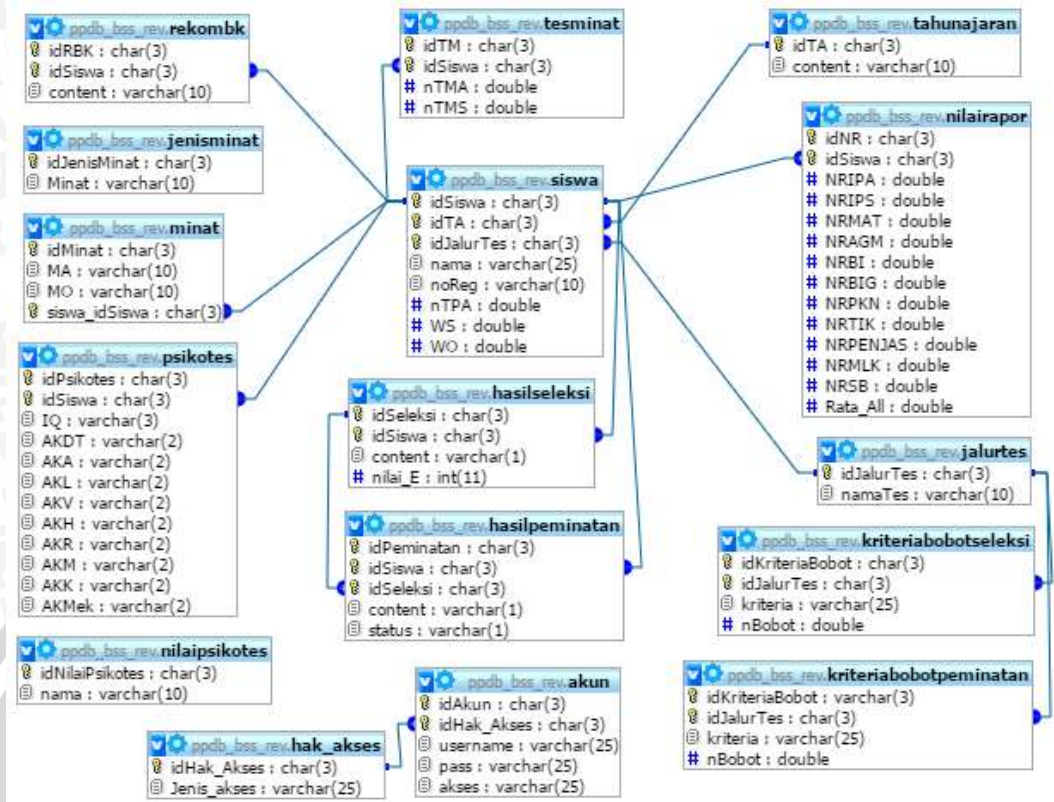 ppdb_bss_rev.rekombk
idRBK : char(3)
idSiswa : char(3)
content : varchar(10)
ppdb_bss_rev.jenisminat
idJenisMinat : char(3)
Minat : varchar(10)
ppdb_bss_rev.minat
idMinat : char(3)
MA : varchar(10)
MO : varchar(10)
siswa_idSiswa : char(3)
ppdb_bss_rev.psikotes
idPsikotes : char(3)
idSiswa : char(3)
IQ : varchar(3)
AKDT : varchar(2)
AKA : varchar(2)
AKL : varchar(2)
AKV : varchar(2)
AKH : varchar(2)
AKR : varchar(2)
AKM : varchar(2)
AKK : varchar(2)
AKMek : varchar(2)
ppdb_bss_rev.nilaipsikotes
idNilaiPsikotes : char(3)
nama : varchar(10)
ppdb_bss_rev.tesminat
idTM : char(3)
idSiswa : char(3)
# nTMA : double
# nTMS : double
ppdb_bss_rev.siswa
idSiswa : char(3)
idTA : char(3)
idJalurTes : char(3)
nama : varchar(25)
noReg : varchar(10)
# nTPA : double
# WS : double
# WO : double
ppdb_bss_rev.hasilseleksi
idSeleksi : char(3)
idSiswa : char(3)
content : varchar(1)
# nilai_E : int(11)
ppdb_bss_rev.hasilpeminatan
idPeminatan : char(3)
idSiswa : char(3)
idSeleksi : char(3)
content : varchar(1)
status : varchar(1)
ppdb_bss_rev.hak_akses
idHak_Akses : char(3)
Jenis_akses : varchar(25)
ppdb_bss_rev.akun
idAkun : char(3)
idHak_Akses : char(3)
username : varchar(25)
pass : varchar(25)
akses : varchar(25)
ppdb_bss_rev.tahunajaran
idTA : char(3)
content : varchar(10)
ppdb_bss_rev.nilairapor
idNR : char(3)
idSiswa : char(3)
# NRIPA : double
# NRIPS : double
# NRMAT : double
# NRAGM : double
# NRBI : double
# NRBIG : double
# NRPKN : double
# NRTIK : double
# NRPENJAS : double
# NRMLK : double
# NRSB : double
# Rata_All : double
ppdb_bss_rev.jalurtes
idJalurTes : char(3)
namaTes : varchar(10)
ppdb_bss_rev.kriteriabobotseleksi
idKriteriaBobot : char(3)
idJalurTes : char(3)
kriteria : varchar(25)
# nBobot : double
ppdb_bss_rev.kriteriabobotpeminatan
idKriteriaBobot : varchar(3)
idJalurTes : char(3)
kriteria : varchar(25)
# nBobot : double